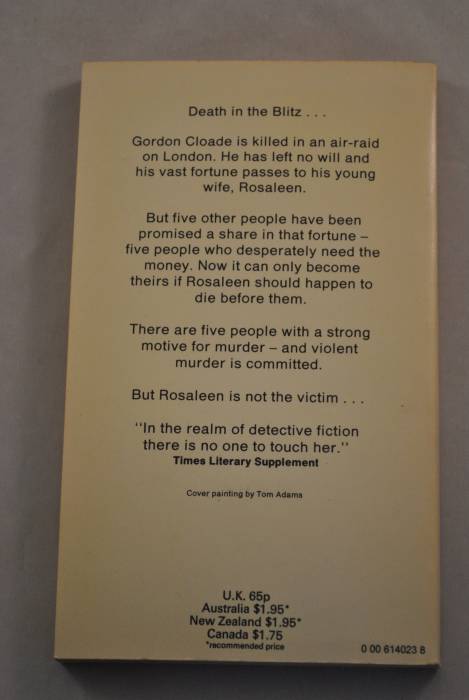 Death in the Blitz . . .
Gordon Cloade is killed in an air-raid
on London. He has left no will and
his vast fortune passes to his young
wife, Rosaleen.
But five other people have been
promised a share in that fortune –
five people who desperately need the
money. Now it can only become
theirs if Rosaleen should happen to
die before them.
There are five people with a strong
motive for murder – and violent
murder is committed.
But Rosaleen is not the victim . . .
"In the realm of detective fiction
there is no one to touch her."
Times Literary Supplement
Cover painting by Tom Adams
U.K. 65p
Australia $1.95*
New Zealand $1.95*
Canada $1.75
*recommended price
0 00 614023 8